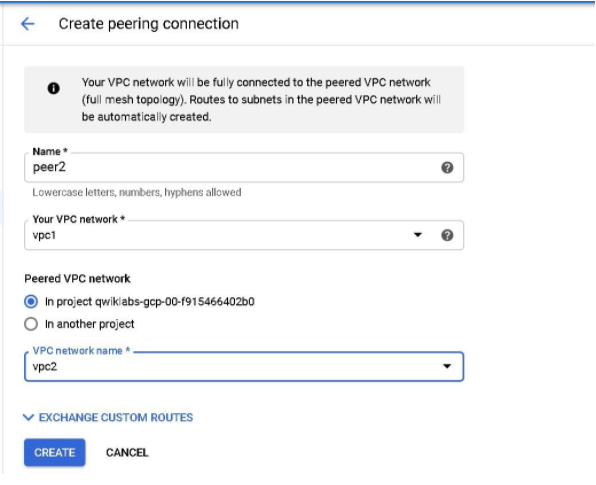 Create peering connection
Your VPC network will be fully connected to the peered VPC network
(full mesh topology). Routes to subnets in the peered VPC network will
be automatically created.
Name *
peer2
Lowercase letters, numbers, hyphens allowed
Your VPC network *
vpc1
Peered VPC network
In project qwiklabs-gcp-00-f915466402b0
In another project
VPC network name *
vpc2
EXCHANGE CUSTOM ROUTES
CREATE CANCEL